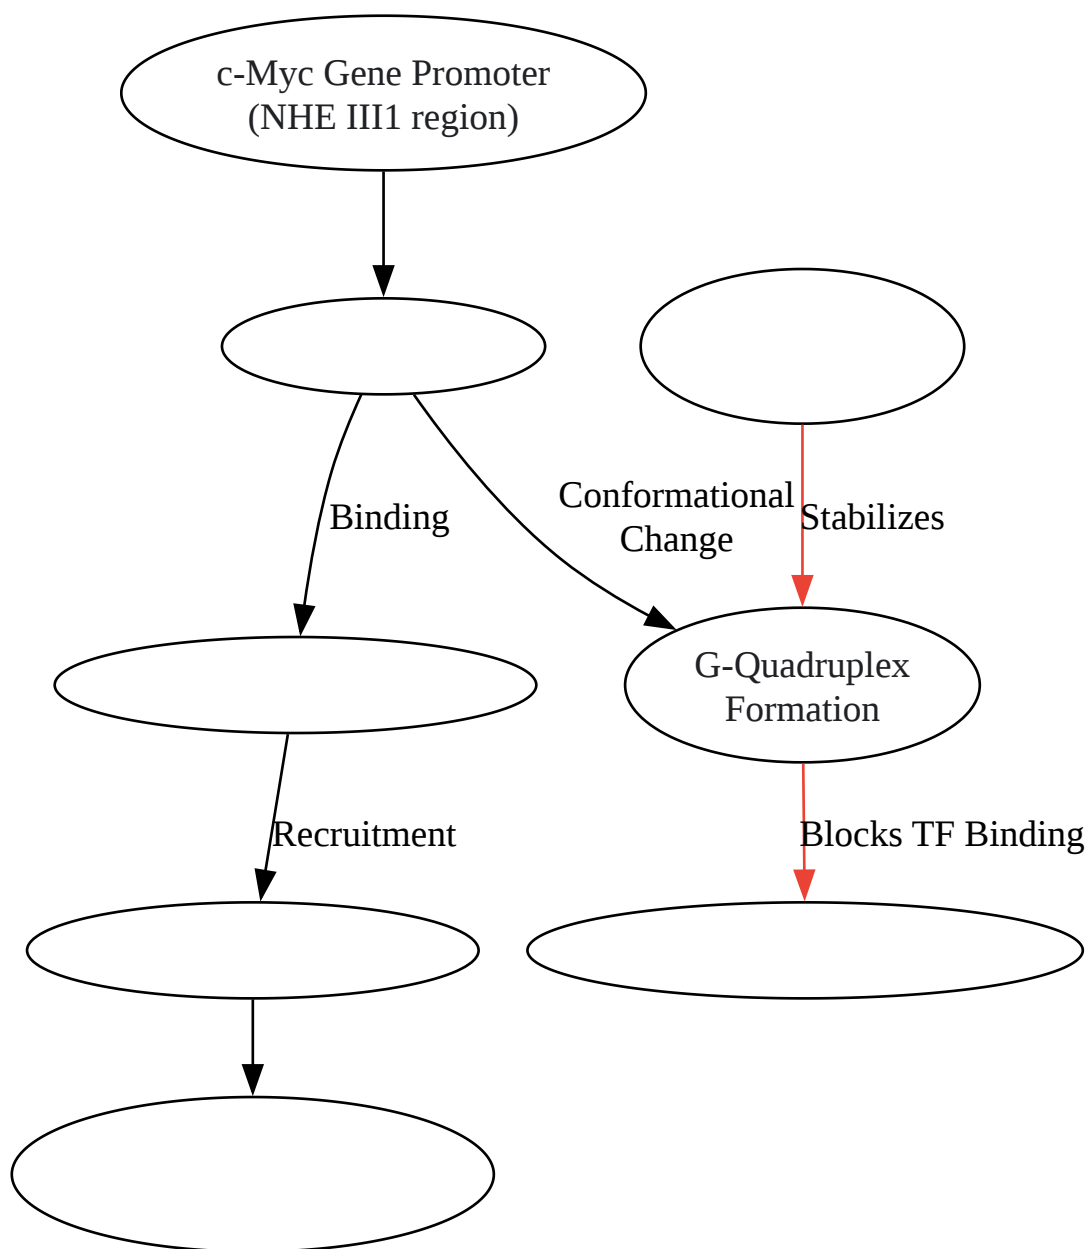 c-Myc Gene Promoter
(NHE III1 region)
Binding
Conformational
Change
Stabilizes
G-Quadruplex
Formation
Recruitment
Blocks TF Binding